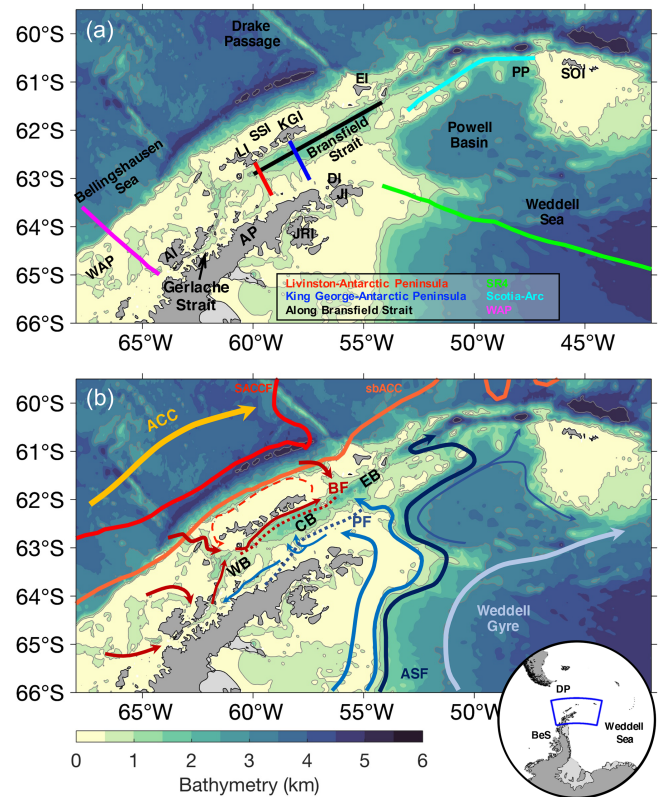 60°S
61°S
62°S
63°S
64°S
65°S
66°S
(a)
Drake
Passage
EI
PP
SOI
KGI
SSI
LI
Bransfield
Strait
Powell
Basin
Bellingshausen
Sea
DI
JI
Weddell
Sea
AP
JRI
AI
WAP
Gerlache
Strait
Livinston-Antarctic Peninsula
King George-Antarctic Peninsula
Along Bransfield Strait
Scotia-Arc
WAP
65°W
60°W
55°W
50°W
45°W
60°S
61°S
62°S
63°S
64°S
65°S
66°S
(b)
ACC
SACCF
sbACC
BF
EB
CB
PF
WB
Weddell
Gyre
ASF
65°W
60°W
55°W
50°W
DP
BeS
Weddell
Sea
0
1
2
3
4
5
6
Bathymetry (km)